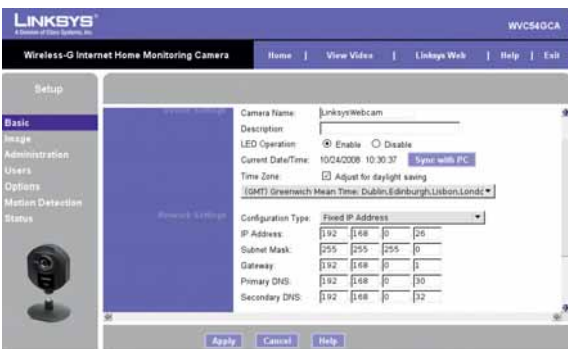 LINKSYS®
A Division of Cisco Systems, Inc.
WVC54GCA
Wireless-G Internet Home Monitoring Camera
Home | View Video | Linksys Web | Help | Exit
Setup
Basic
Image
Administration
Users
Options
Motion Detection
Status
Device Settings
Camera Name: LinksysWebcam
Description:
LED Operation: Enable Disable
Current Date/Time: 10/24/2008 10:30:37 Sync with PC
Time Zone: Adjust for daylight saving
(GMT) Greenwich Mean Time: Dublin,Edinburgh,Lisbon,Londc
Network Settings
Configuration Type: Fixed IP Address
IP Address: 192 .168 .0 .26
Subnet Mask: 255 .255 .255 .0
Gateway: 192 .168 .0 .1
Primary DNS: 192 .168 .0 .30
Secondary DNS: 192 .168 .0 .32
Apply Cancel Help